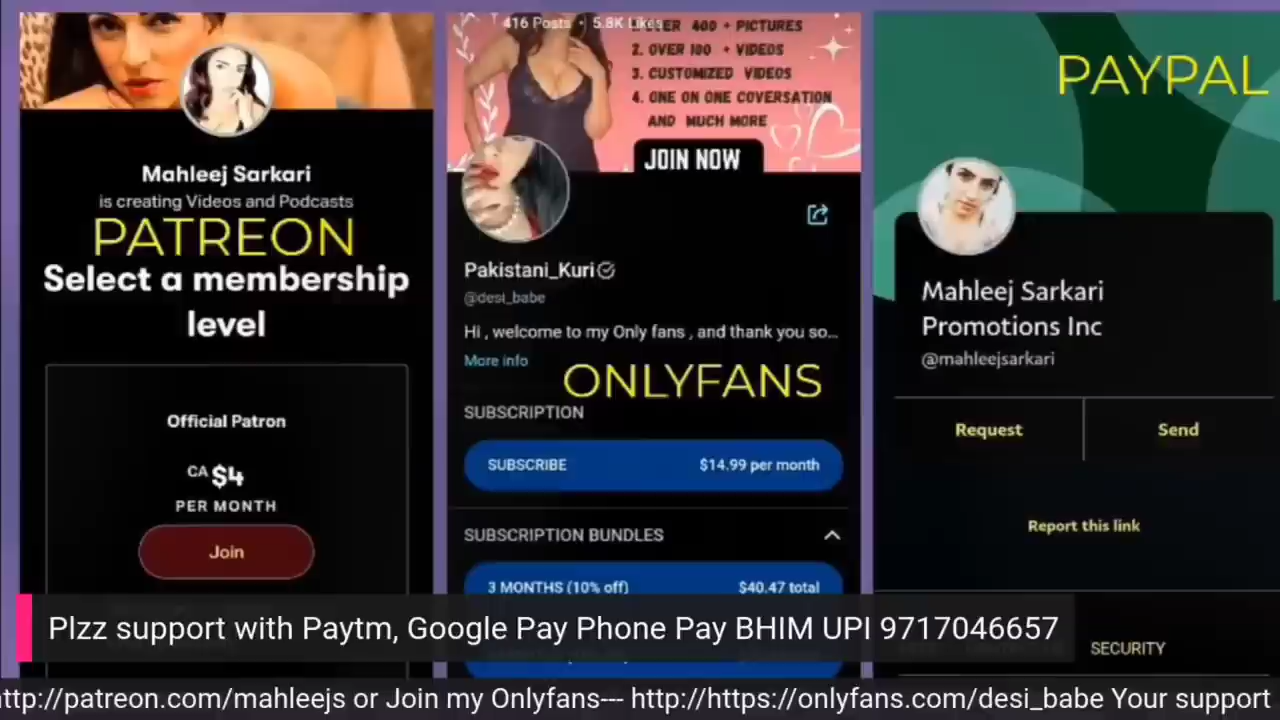 Mahleej Sarkari
is creating Videos and Podcasts
PATREON
Select a membership
level
Official Patron
CA $4
PER MONTH
Join
416 Posts • 5.8K Likes
400 + PICTURES
2. OVER 100 + VIDEOS
3. CUSTOMIZED VIDEOS
4. ONE ON ONE COVERSATION
AND MUCH MORE
JOIN NOW
Pakistani_Kuri
@desi_babe
Hi , welcome to my Only fans , and thank you so...
More info
ONLYFANS
SUBSCRIPTION
SUBSCRIBE $14.99 per month
SUBSCRIPTION BUNDLES
3 MONTHS (10% off) $40.47 total
PAYPAL
Mahleej Sarkari
Promotions Inc
@mahleejsarkari
Request Send
Report this link
SECURITY
Plzz support with Paytm, Google Pay Phone Pay BHIM UPI 9717046657
ttp://patreon.com/mahleejs or Join my Onlyfans--- http://https://onlyfans.com/desi_babe Your support